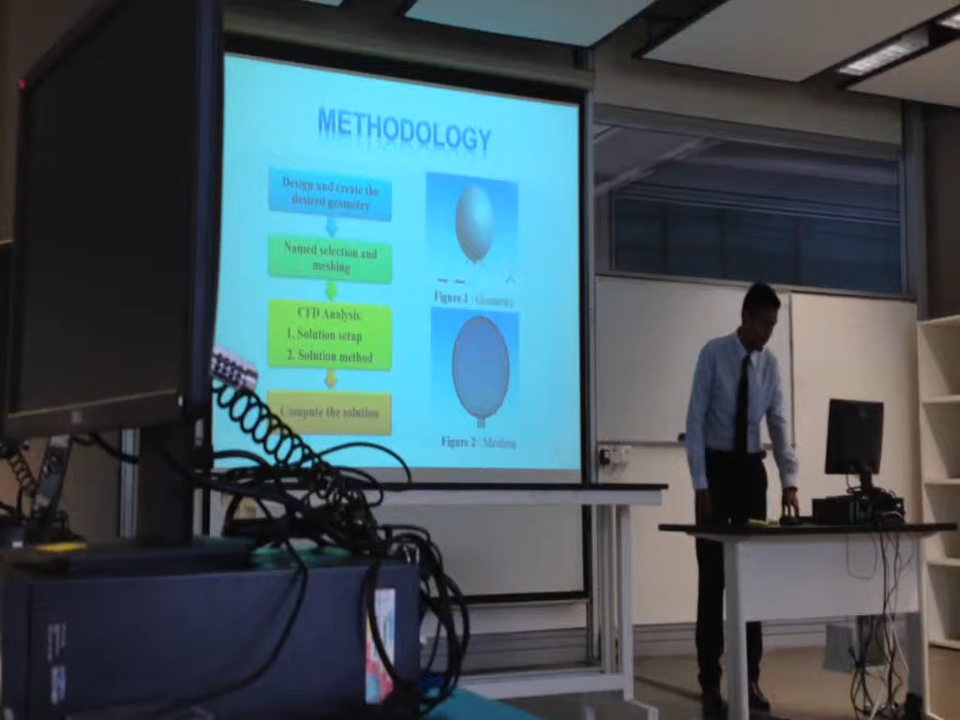 METHODOLOGY
Design and create the
desired geometry
Named selection and
meshing
CFD Analysis:
1. Solution setup
2. Solution method
Compute the solution
Figure 1 : Geometry
Figure 2 : Meshing